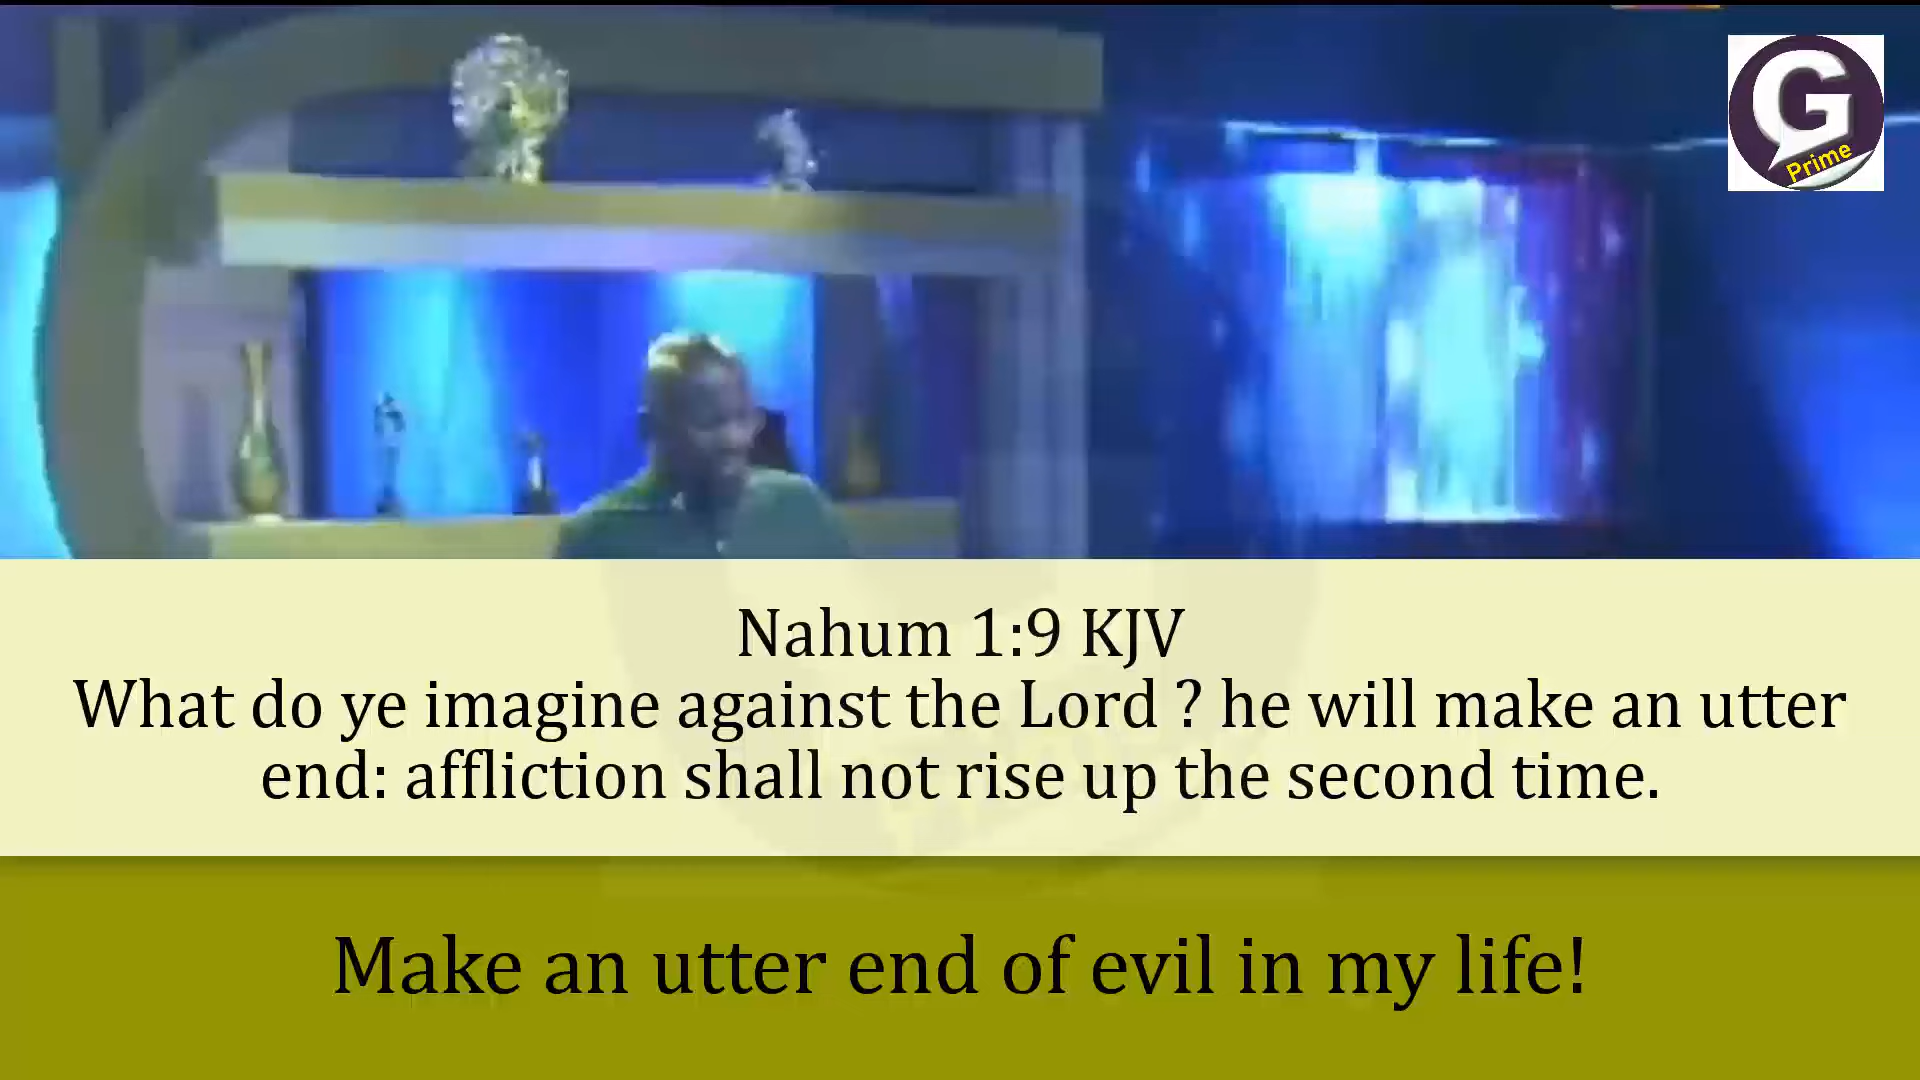 G
Prime
Nahum 1:9 KJV
What do ye imagine against the Lord ? he will make an utter
end: affliction shall not rise up the second time.
Make an utter end of evil in my life!